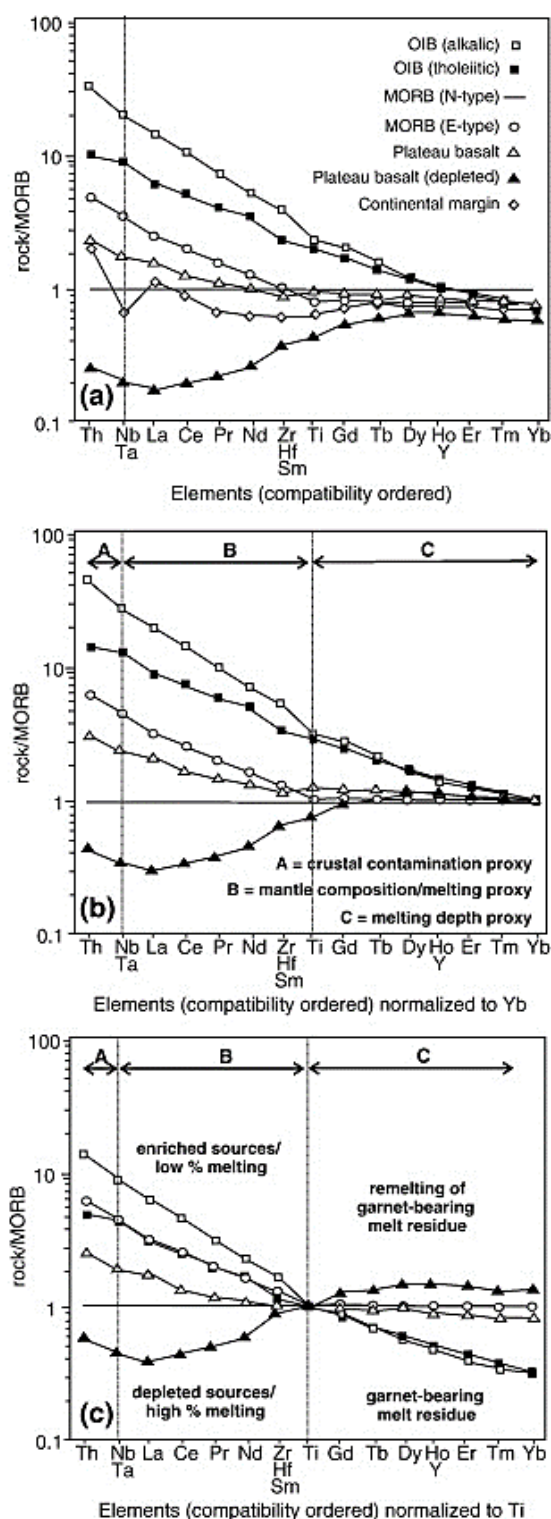 100
10
1
0.1
rock/MORB
OIB (alkalic)
OIB (tholeiitic)
MORB (N-type)
MORB (E-type)
Plateau basalt
Plateau basalt (depleted)
Continental margin
(a)
Th Nb La Ce Pr Nd Zr Ti Gd Tb Dy Ho Er Tm Yb
Ta Hf Y
Sm
Elements (compatibility ordered)
100
10
1
0.1
rock/MORB
A B C
A = crustal contamination proxy
B = mantle composition/melting proxy
C = melting depth proxy
(b)
Th Nb La Ce Pr Nd Zr Ti Gd Tb Dy Ho Er Tm Yb
Ta Hf Y
Sm
Elements (compatibility ordered) normalized to Yb
100
10
1
0.1
rock/MORB
A B C
enriched sources/
low % melting
remelting of
garnet-bearing
melt residue
depleted sources/
high % melting
garnet-bearing
melt residue
(c)
Th Nb La Ce Pr Nd Zr Ti Gd Tb Dy Ho Er Tm Yb
Ta Hf Y
Sm
Elements (compatibility ordered) normalized to Ti